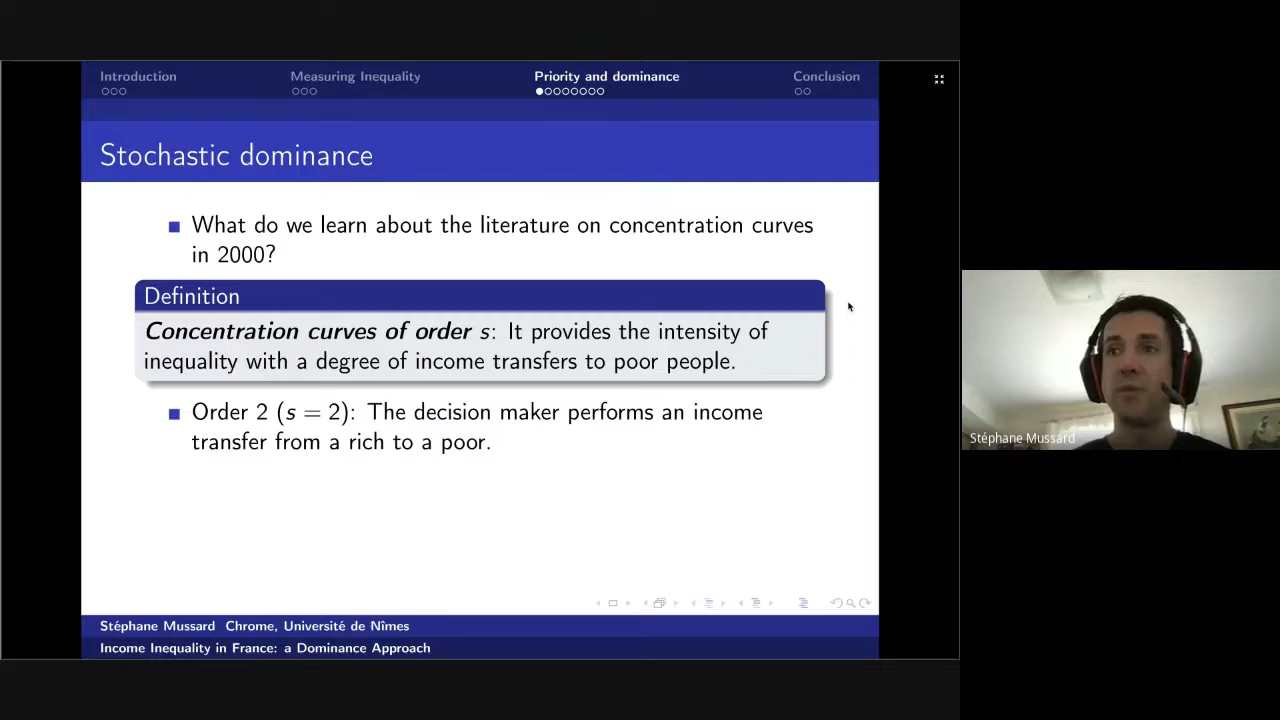 Introduction
Measuring Inequality
Priority and dominance
Conclusion
Stochastic dominance
What do we learn about the literature on concentration curves
in 2000?
Definition
Concentration curves of order s: It provides the intensity of
inequality with a degree of income transfers to poor people.
Order 2 (s = 2): The decision maker performs an income
transfer from a rich to a poor.
Stéphane Mussard
Stéphane Mussard Chrome, Université de Nîmes
Income Inequality in France: a Dominance Approach